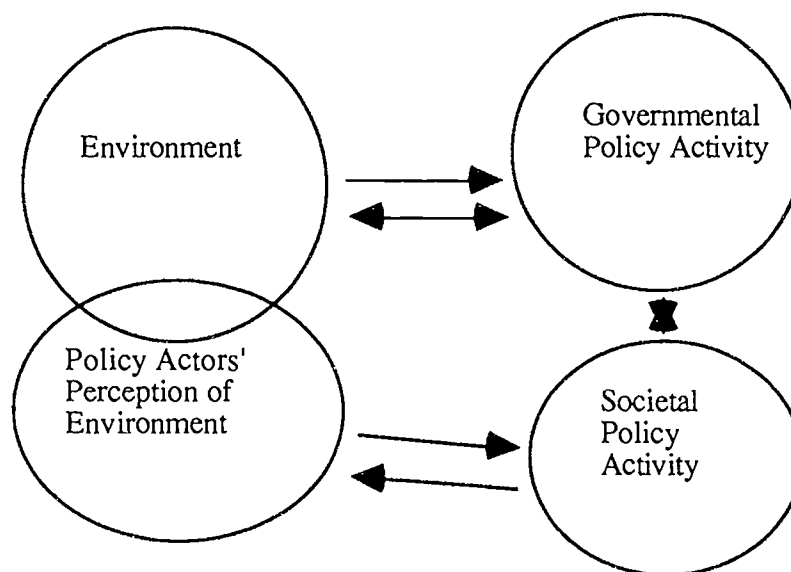 Environment
Governmental
Policy Activity
Policy Actors'
Perception of
Environment
Societal
Policy
Activity